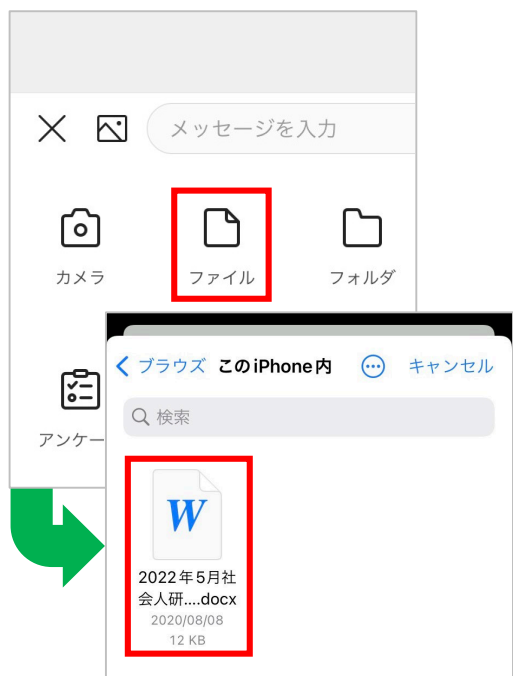 メッセージを入力
カメラ
ファイル
フォルダ
アンケー
ブラウズ このiPhone内 キャンセル
検索
W
2022年5月社
会人研....docx
2020/08/08
12 KB